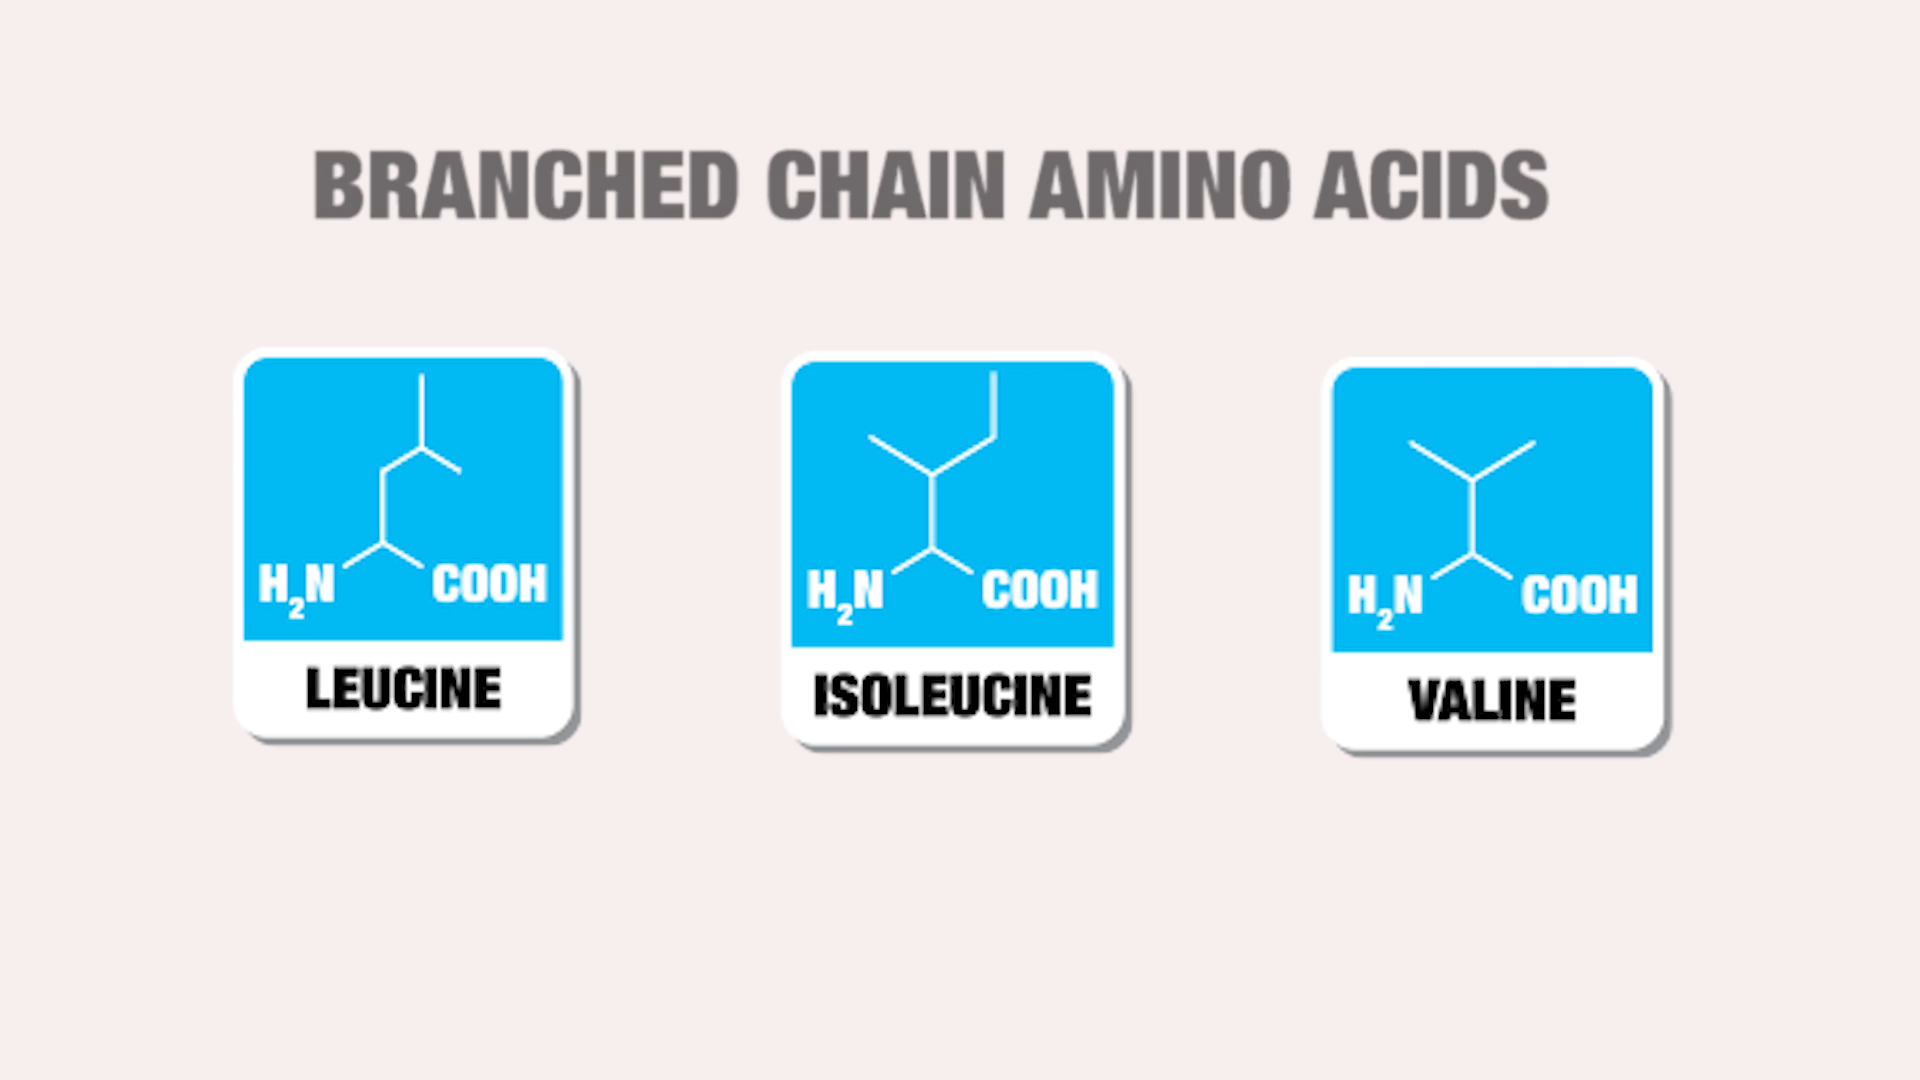 BRANCHED CHAIN AMINO ACIDS
H₂N COOH
LEUCINE
H₂N COOH
ISOLEUCINE
H₂N COOH
VALINE